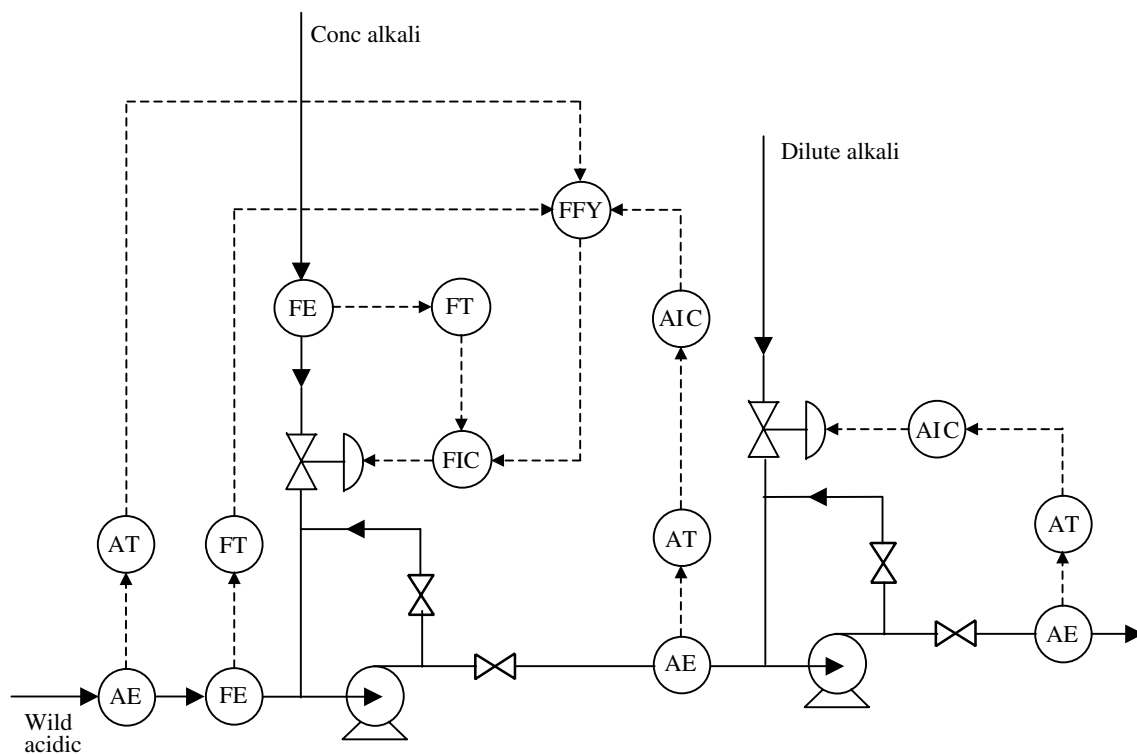 Conc alkali
Dilute alkali
FFY
FE
FT
AIC
AIC
FIC
AT
FT
AT
AT
AE
FE
AE
AE
Wild
acidic